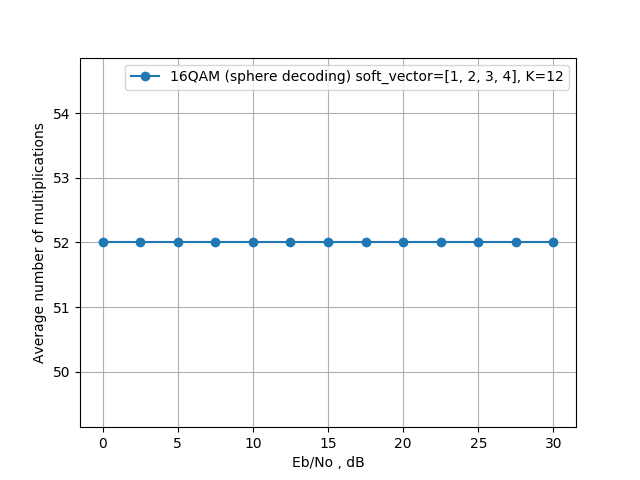 16QAM (sphere decoding) soft_vector=[1, 2, 3, 4], K=12
54
53
52
51
50
Average number of multiplications
0 5 10 15 20 25 30
Eb/No , dB